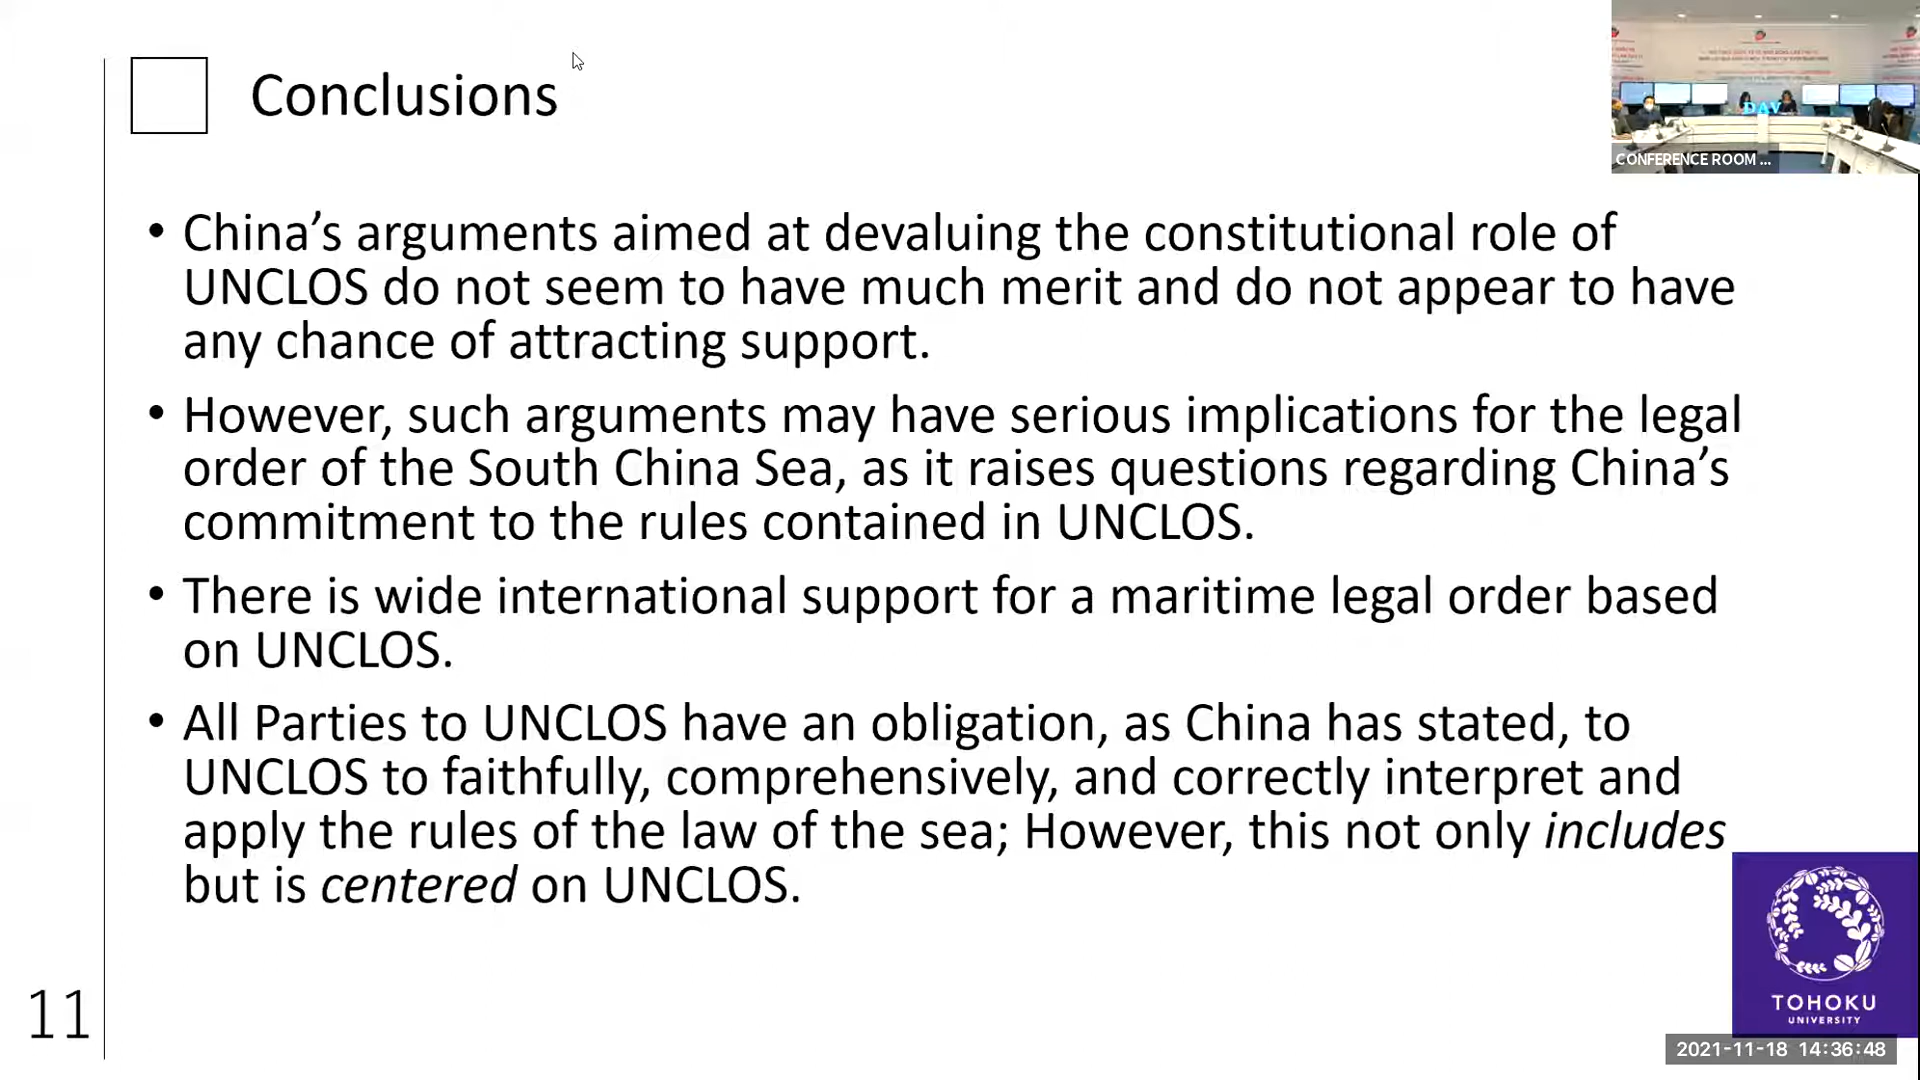 Conclusions
CONFERENCE ROOM ...
DAV
• China’s arguments aimed at devaluing the constitutional role of
UNCLOS do not seem to have much merit and do not appear to have
any chance of attracting support.
• However, such arguments may have serious implications for the legal
order of the South China Sea, as it raises questions regarding China’s
commitment to the rules contained in UNCLOS.
• There is wide international support for a maritime legal order based
on UNCLOS.
• All Parties to UNCLOS have an obligation, as China has stated, to
UNCLOS to faithfully, comprehensively, and correctly interpret and
apply the rules of the law of the sea; However, this not only includes
but is centered on UNCLOS.
11
TOHOKU
UNIVERSITY
2021-11-18 14:36:48